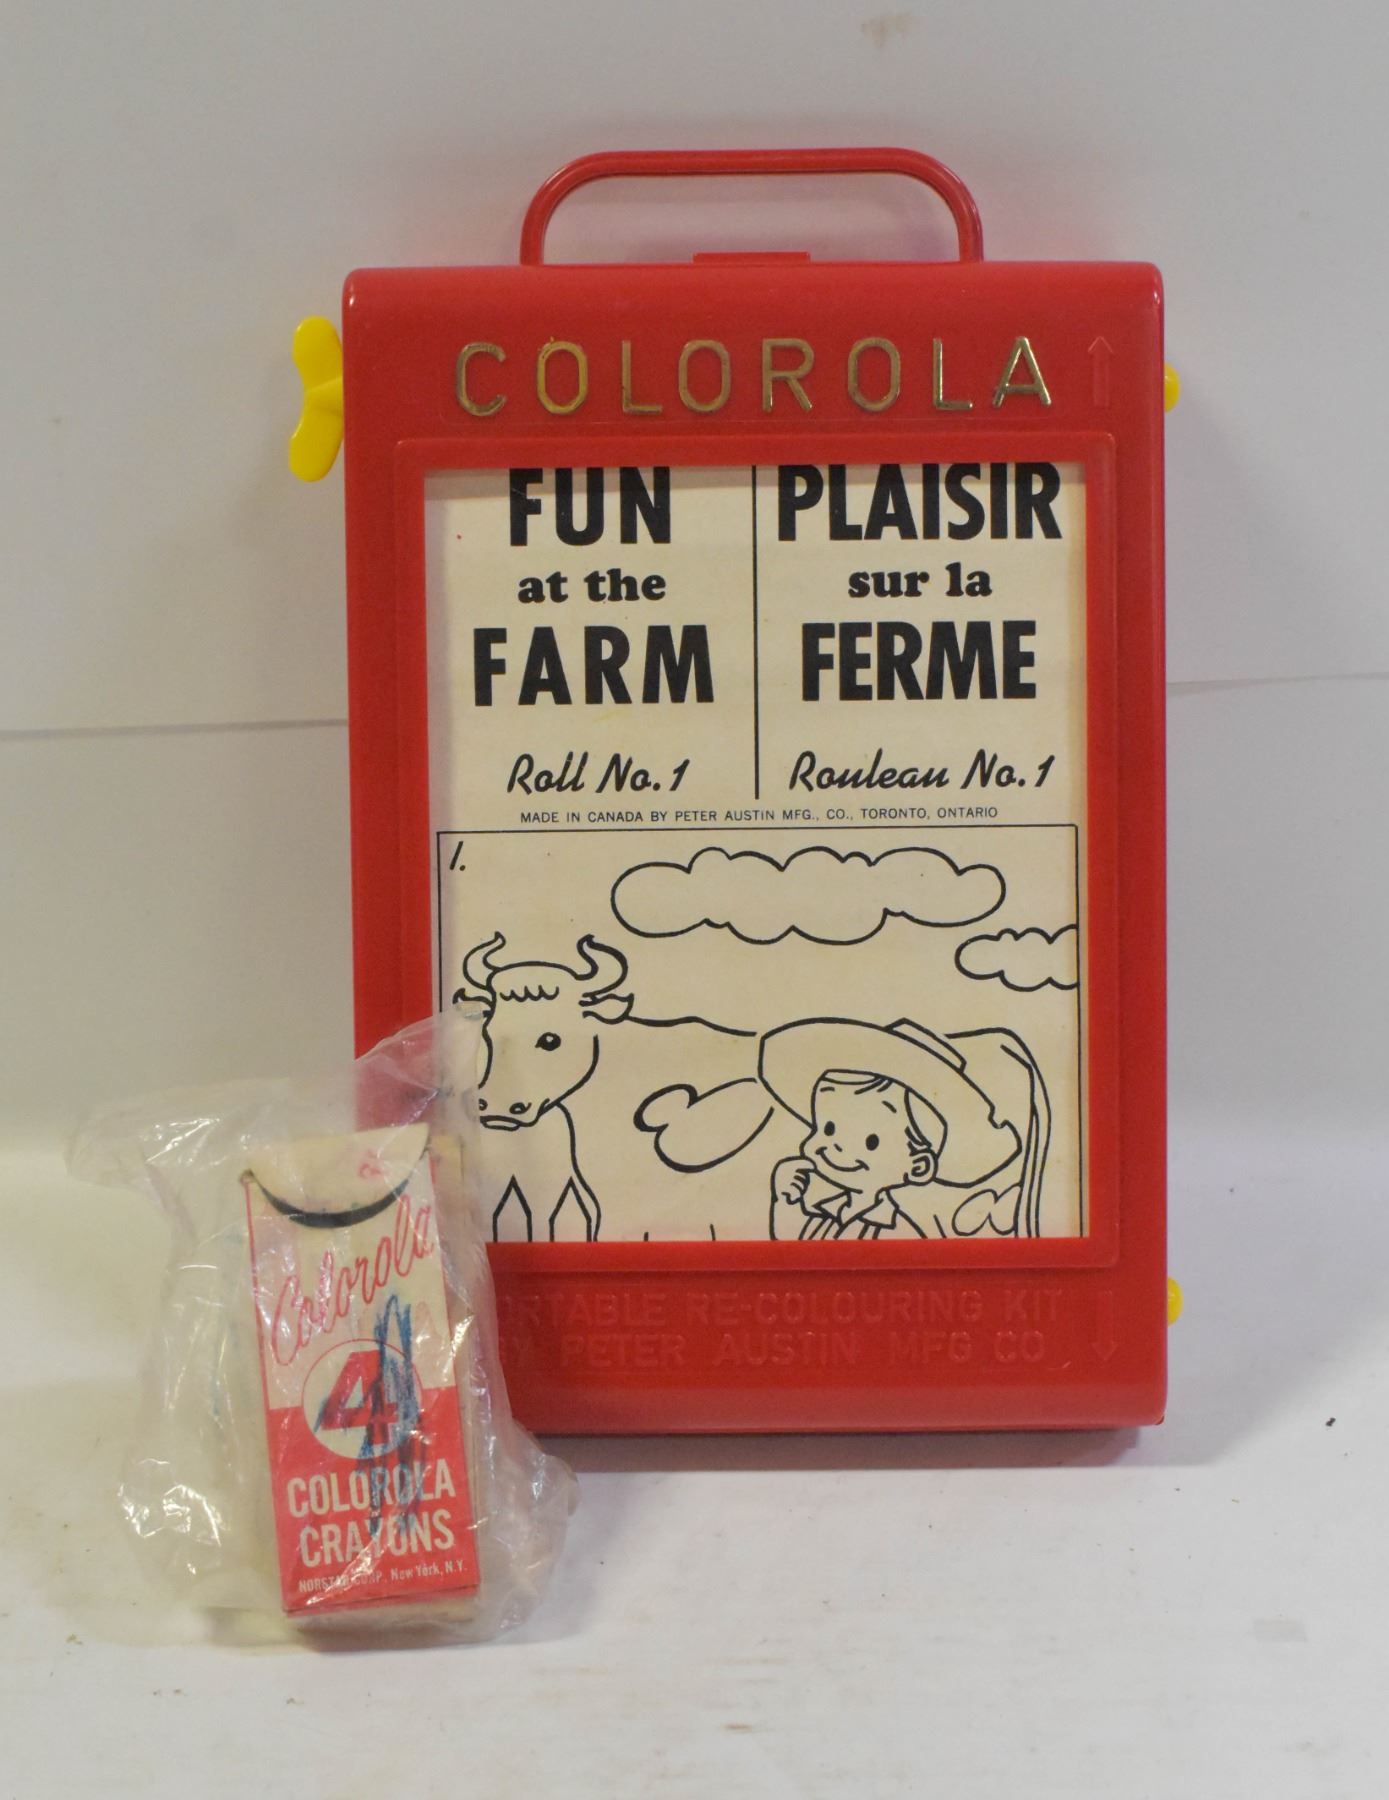 COLOROLA
FUN
at the
FARM
Roll No. 1
PLAISIR
sur la
FERME
Rouleau No. 1
MADE IN CANADA BY PETER AUSTIN MFG., CO., TORONTO, ONTARIO
1.
RE-COLOURING KIT
PETER AUSTIN MFG CO
Colorola
4
COLOROLA
CRAYONS
CORP. New York, N.Y.